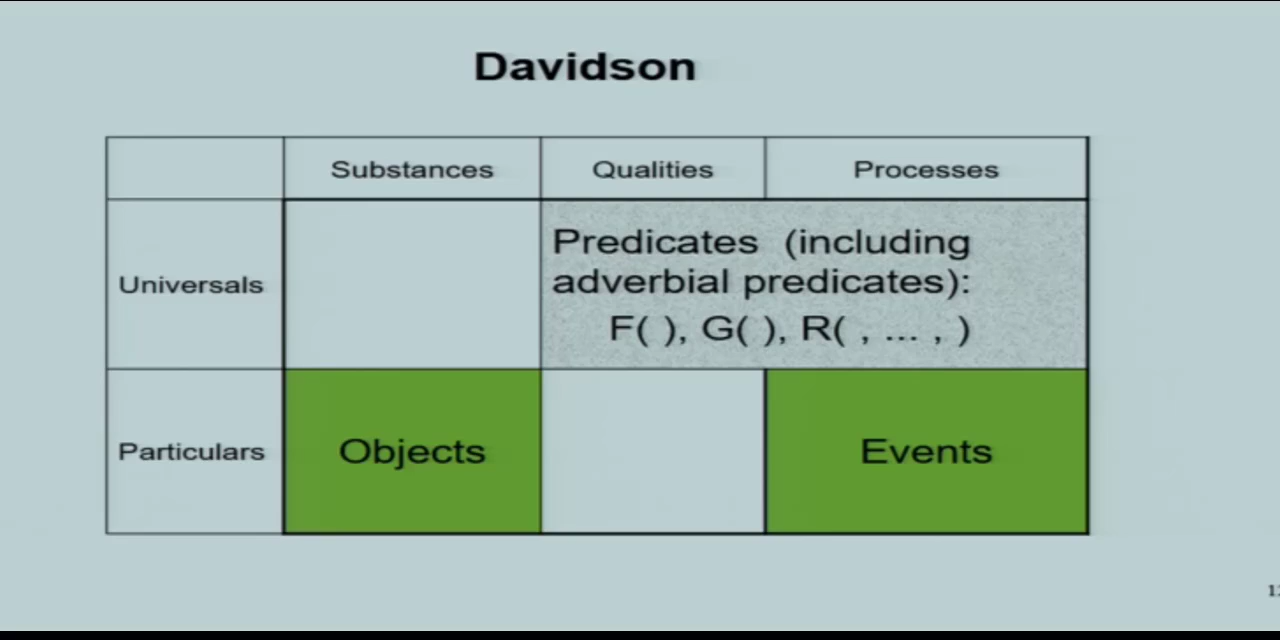 Davidson
Substances Qualities Processes
Universals
Predicates (including
adverbial predicates):
F( ), G( ), R( , ... , )
Particulars Objects Events